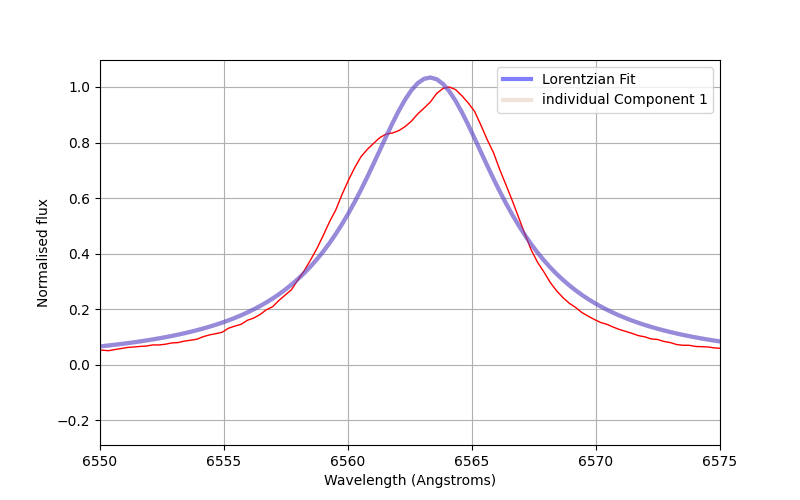 Lorentzian Fit
individual Component 1
1.0
0.8
0.6
0.4
0.2
0.0
−0.2
Normalised flux
6550 6555 6560 6565 6570 6575
Wavelength (Angstroms)